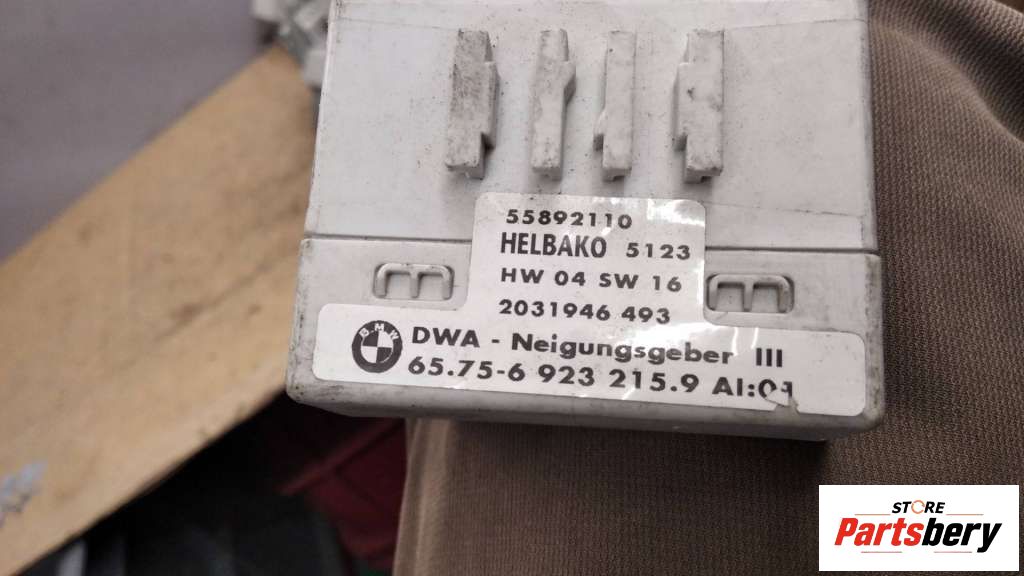 55892110
HELBAKO 5123
HW 04 SW 16
2031946 493
BMW
DWA - Neigungsgeber III
65.75-6 923 215.9 AI:01
STORE
Partsbery